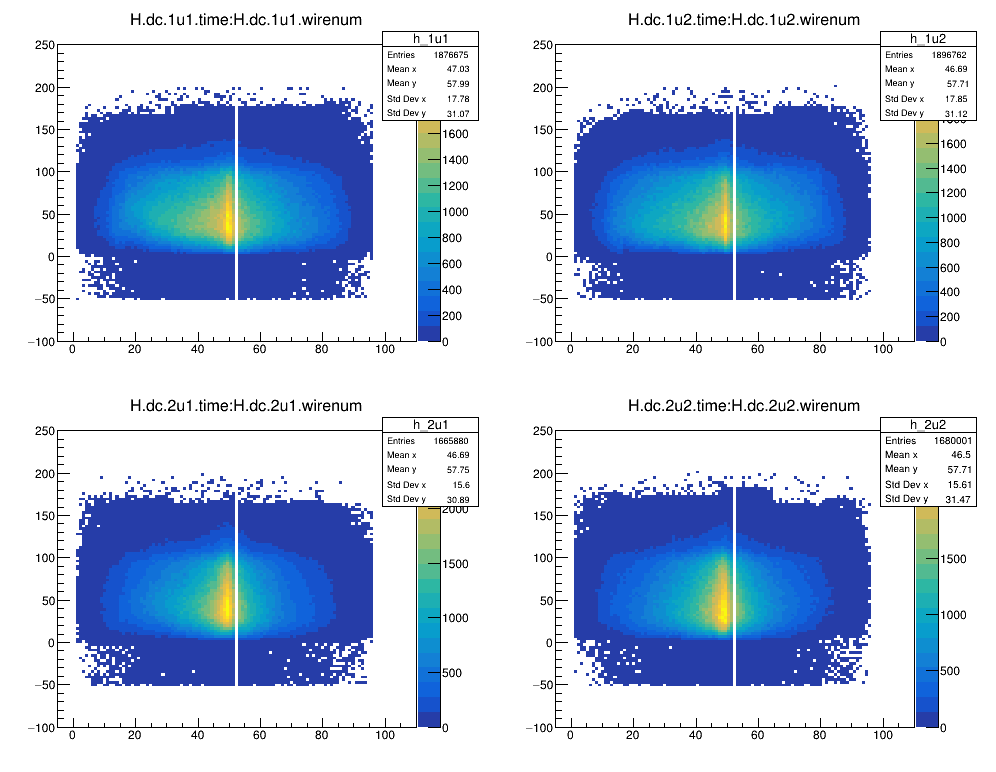 H.dc.1u1.time:H.dc.1u1.wirenum
h_1u1
Entries 1876675
Mean x 47.03
Mean y 57.99
Std Dev x 17.78
Std Dev y 31.07
250
200
150
100
50
0
−50
−100
0 20 40 60 80 100
1600
1400
1200
1000
800
600
400
200
0
H.dc.1u2.time:H.dc.1u2.wirenum
h_1u2
Entries 1896762
Mean x 46.69
Mean y 57.71
Std Dev x 17.85
Std Dev y 31.12
250
200
150
100
50
0
−50
−100
0 20 40 60 80 100
1600
1400
1200
1000
800
600
400
200
0
H.dc.2u1.time:H.dc.2u1.wirenum
h_2u1
Entries 1665880
Mean x 46.69
Mean y 57.75
Std Dev x 15.6
Std Dev y 30.89
250
200
150
100
50
0
−50
−100
0 20 40 60 80 100
2000
1500
1000
500
0
H.dc.2u2.time:H.dc.2u2.wirenum
h_2u2
Entries 1680001
Mean x 46.5
Mean y 57.71
Std Dev x 15.61
Std Dev y 31.47
250
200
150
100
50
0
−50
−100
0 20 40 60 80 100
1500
1000
500
0